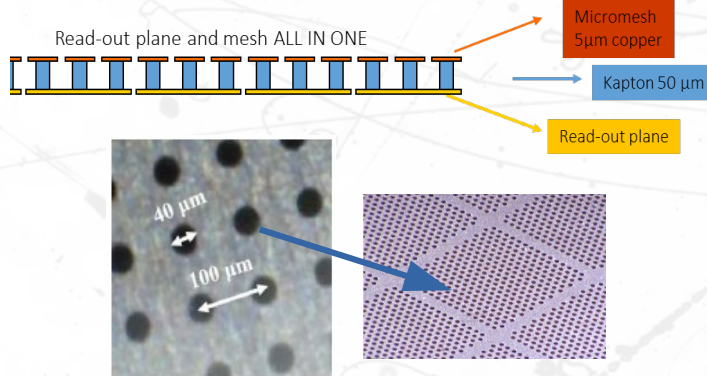 Micromesh
5µm copper
Read-out plane and mesh ALL IN ONE
Kapton 50 µm
Read-out plane
40 µm
100 µm